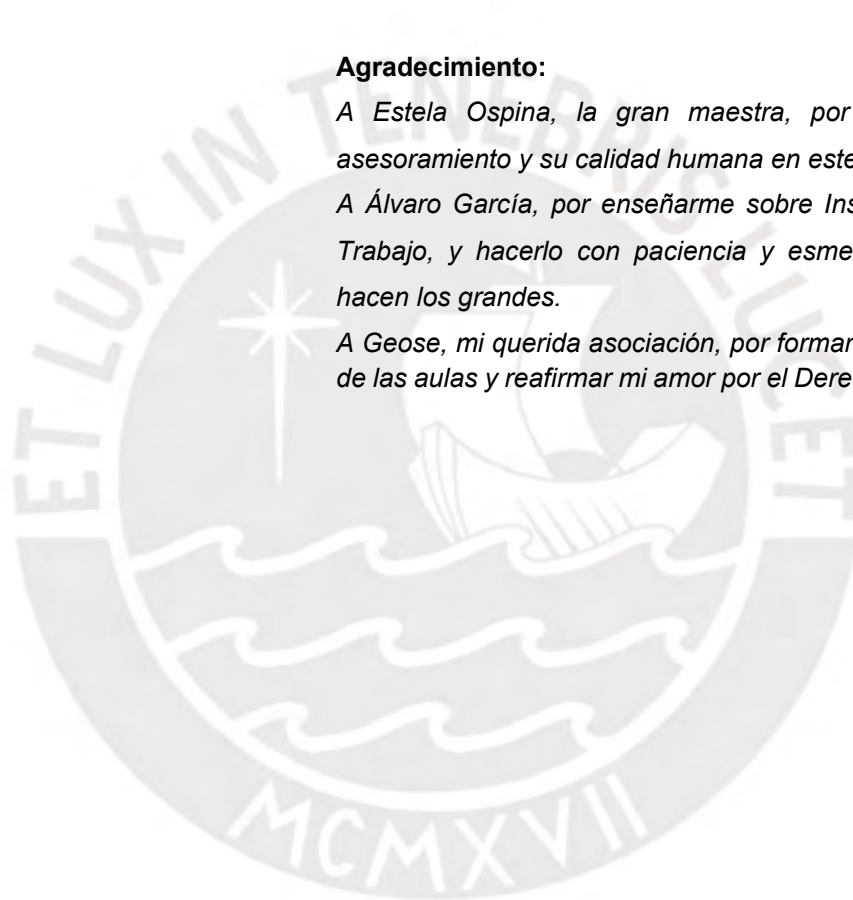 Agradecimiento:
A Estela Ospina, la gran maestra, por
asesoramiento y su calidad humana en este
A Álvaro García, por enseñarme sobre Ins
Trabajo, y hacerlo con paciencia y esme
hacen los grandes.
A Geose, mi querida asociación, por formar
de las aulas y reafirmar mi amor por el Dere
ET LUX IN TENEBRIS LUCET
MCMXVII